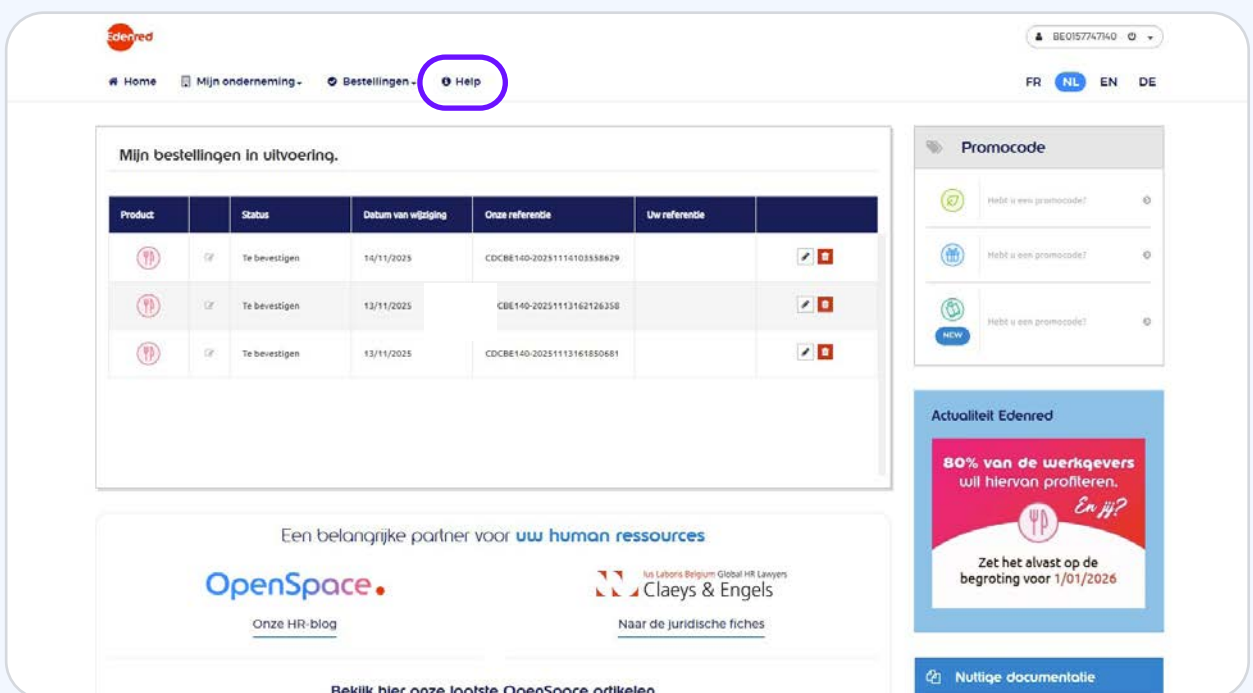 Edenred
BE0157747140
Home Mijn onderneming Bestellingen Help
FR NL EN DE
Mijn bestellingen in uitvoering.
Product Status Datum van wijziging Onze referentie Uw referentie
Te bevestigen 14/11/2025 CDCBE140-20251114103558629
Te bevestigen 13/11/2025 CBE140-20251113162126358
Te bevestigen 13/11/2025 CDCBE140-20251113161850681
Promocode
Hebt u een promocode?
Hebt u een promocode?
Hebt u een promocode?
NEW
Actualiteit Edenred
80% van de werkgevers
wil hiervan profiteren.
En jij?
Zet het alvast op de
begroting voor 1/01/2026
Een belangrijke partner voor uw human ressources
OpenSpace
Onze HR-blog
Ius Laboris Belgium Global HR Lawyers
Claeys & Engels
Naar de juridische fiches
Bekijk hier onze laatste OpenSpace artikelen
Nuttige documentatie